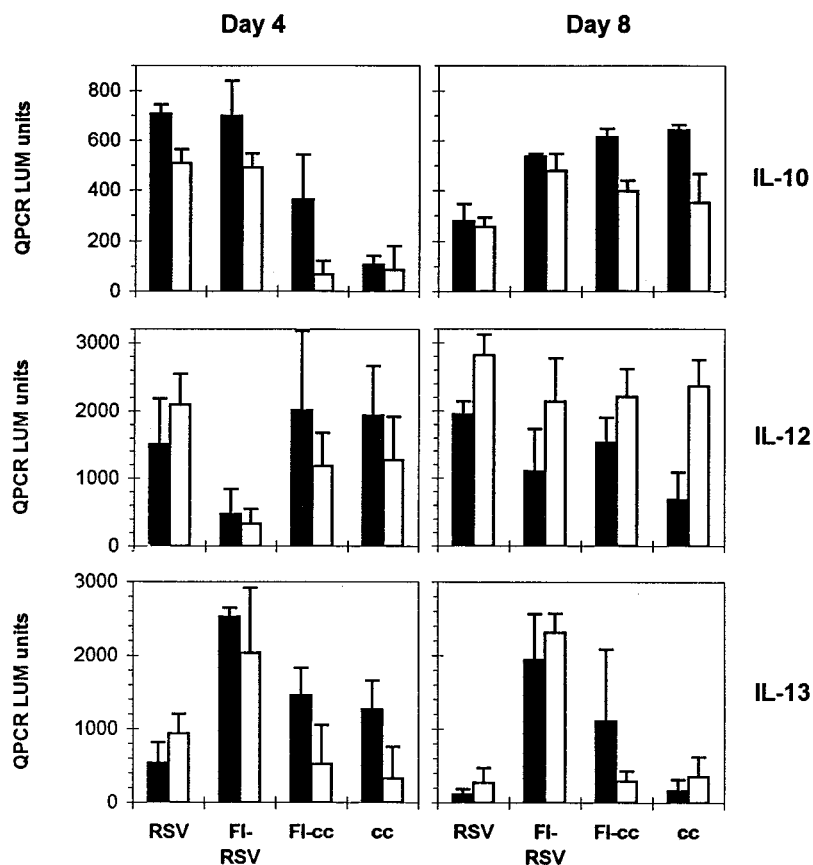 Day 4
Day 8
QPCR LUM units
800
600
400
200
0
IL-10
QPCR LUM units
3000
2000
1000
0
IL-12
QPCR LUM units
3000
2000
1000
0
IL-13
RSV FI-RSV FI-cc cc
RSV FI-RSV FI-cc cc